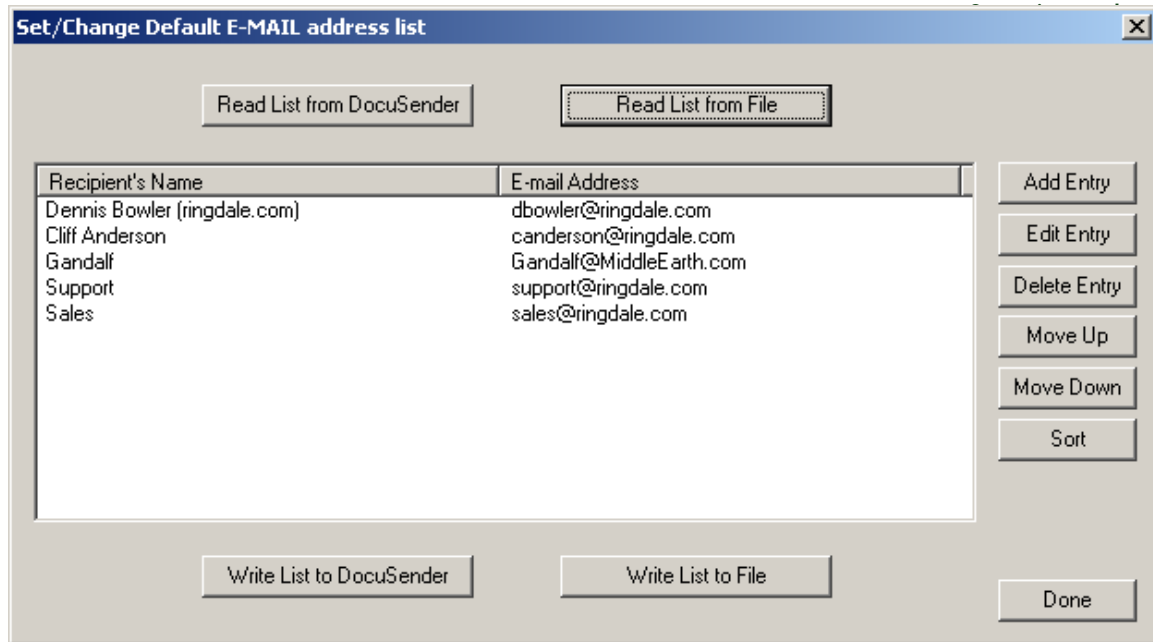 Set/Change Default E-MAIL address list
Read List from DocuSender
Read List from File
Recipient's Name E-mail Address
Dennis Bowler (ringdale.com) dbowler@ringdale.com
Cliff Anderson canderson@ringdale.com
Gandalf Gandalf@MiddleEarth.com
Support support@ringdale.com
Sales sales@ringdale.com
Add Entry
Edit Entry
Delete Entry
Move Up
Move Down
Sort
Write List to DocuSender
Write List to File
Done